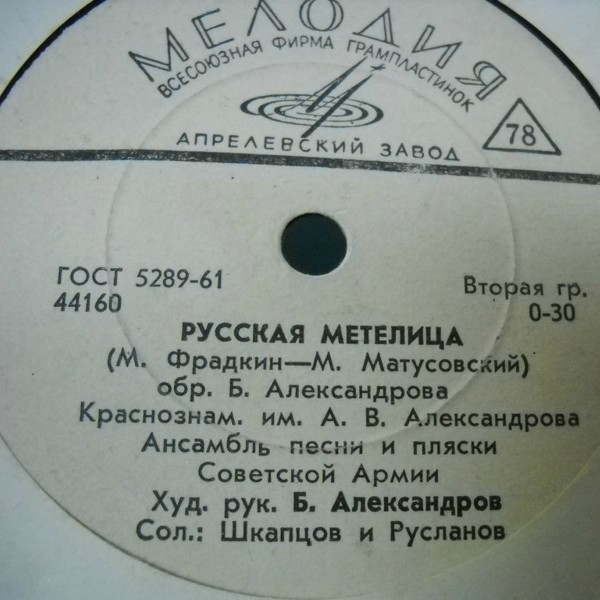 МЕЛОДИЯ
ВСЕСОЮЗНАЯ ФИРМА ГРАМПЛАСТИНОК
АПРЕЛЕВСКИЙ ЗАВОД
78
ГОСТ 5289-61
44160
Вторая гр.
0-30
РУССКАЯ МЕТЕЛИЦА
(М. Фрадкин—М. Матусовский)
обр. Б. Александрова
Краснознам. им. А. В. Александрова
Ансамбль песни и пляски
Советской Армии
Худ. рук. Б. Александров
Сол.: Шкапцов и Русланов